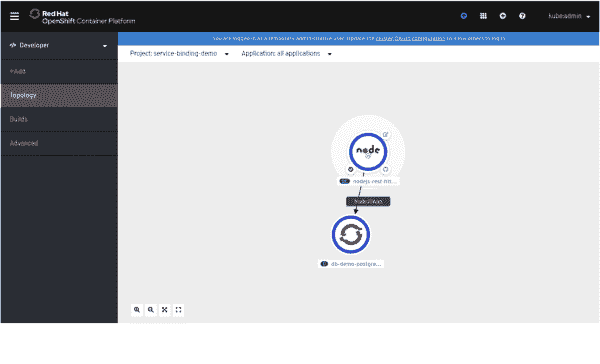 Red Hat
OpenShift Container Platform
kube:admin
</> Developer
You are logged in as a temporary administrative user. Update the cluster OAuth configuration to allow others to log in.
Project: service-binding-demo
Application: all applications
+Add
Topology
Builds
Advanced
node
nodejs-rest-htt...
db-demo-postgre...